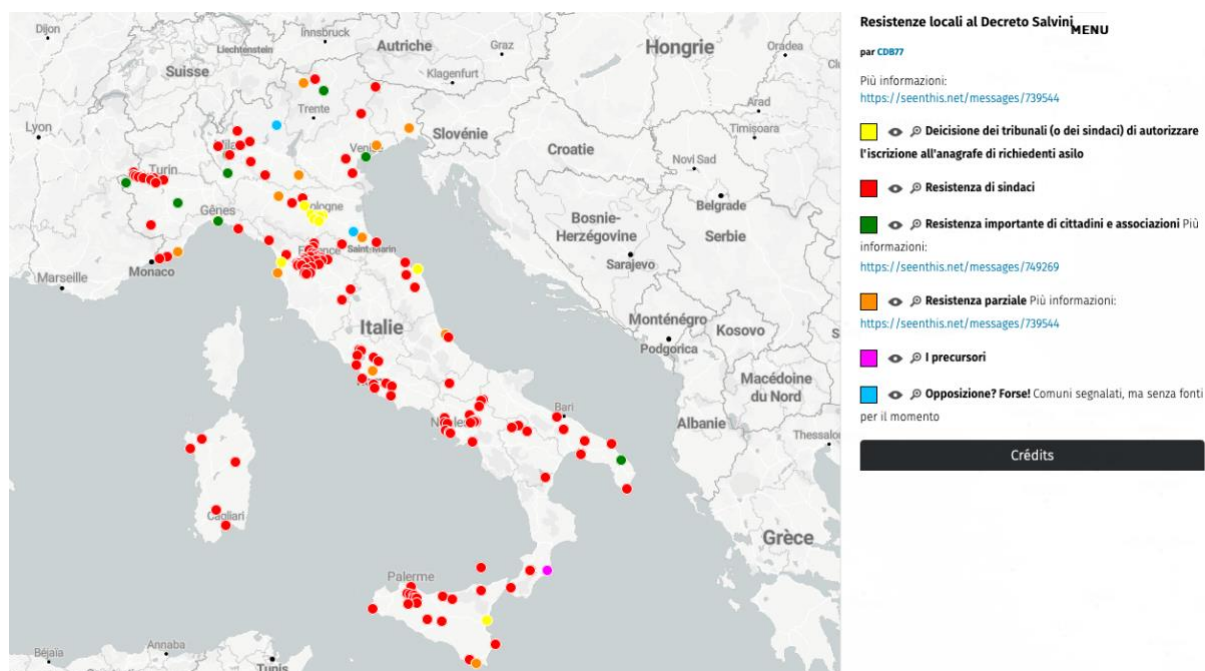 Resistenze locali al Decreto Salvini
MENU
par CDB77
Più informazioni:
https://seenthis.net/messages/739544
Deicisione dei tribunali (o dei sindaci) di autorizzare
l'iscrizione all'anagrafe di richiedenti asilo
Resistenza di sindaci
Resistenza importante di cittadini e associazioni Più
informazioni:
https://seenthis.net/messages/749269
Resistenza parziale Più informazioni:
https://seenthis.net/messages/739544
I precursori
Opposizione? Forse! Comuni segnalati, ma senza fonti
per il momento
Crédits
Dijon
Innsbruck
Liechtenstein
Autriche
Graz
Hongrie
Oradea
Suisse
Klagenfurt
Trente
Lyon
Slovénie
Arad
Timișoara
Croatie
Turin
Novi Sad
Gênes
Belgrade
Bosnie-
Herzégovine
Serbie
Saint-Marin
Monaco
Marseille
Sarajevo
Italie
Monténégro
Kosovo
Podgorica
Macédoine
du Nord
Bari
Albanie
Cagliari
Grèce
Palerme
Annaba
Béjaïa
Tunis